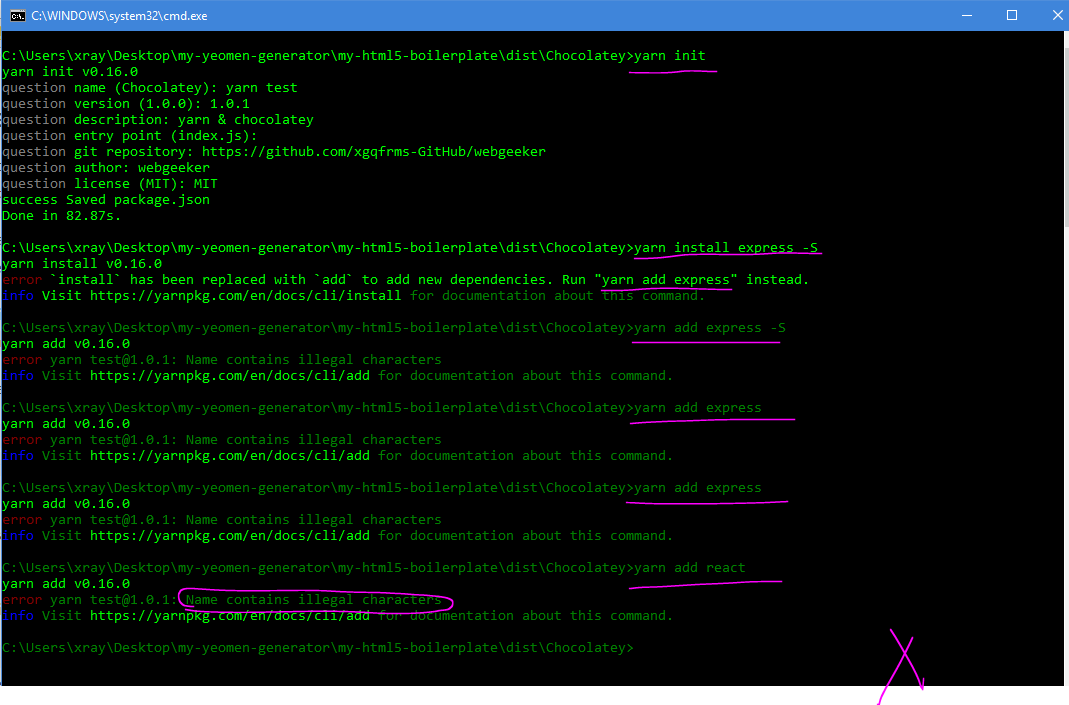 C:\WINDOWS\system32\cmd.exe
C:\Users\xray\Desktop\my-yeomen-generator\my-html5-boilerplate\dist\Chocolatey>yarn init
yarn init v0.16.0
question name (Chocolatey): yarn test
question version (1.0.0): 1.0.1
question description: yarn & chocolatey
question entry point (index.js):
question git repository: https://github.com/xgqfrms-GitHub/webgeeker
question author: webgeeker
question license (MIT): MIT
success Saved package.json
Done in 82.87s.
C:\Users\xray\Desktop\my-yeomen-generator\my-html5-boilerplate\dist\Chocolatey>yarn install express -S
yarn install v0.16.0
error `install` has been replaced with `add` to add new dependencies. Run "yarn add express" instead.
info Visit https://yarnpkg.com/en/docs/cli/install for documentation about this command.
C:\Users\xray\Desktop\my-yeomen-generator\my-html5-boilerplate\dist\Chocolatey>yarn add express -S
yarn add v0.16.0
error yarn test@1.0.1: Name contains illegal characters
info Visit https://yarnpkg.com/en/docs/cli/add for documentation about this command.
C:\Users\xray\Desktop\my-yeomen-generator\my-html5-boilerplate\dist\Chocolatey>yarn add express
yarn add v0.16.0
error yarn test@1.0.1: Name contains illegal characters
info Visit https://yarnpkg.com/en/docs/cli/add for documentation about this command.
C:\Users\xray\Desktop\my-yeomen-generator\my-html5-boilerplate\dist\Chocolatey>yarn add express
yarn add v0.16.0
error yarn test@1.0.1: Name contains illegal characters
info Visit https://yarnpkg.com/en/docs/cli/add for documentation about this command.
C:\Users\xray\Desktop\my-yeomen-generator\my-html5-boilerplate\dist\Chocolatey>yarn add react
yarn add v0.16.0
error yarn test@1.0.1: Name contains illegal characters
info Visit https://yarnpkg.com/en/docs/cli/add for documentation about this command.
C:\Users\xray\Desktop\my-yeomen-generator\my-html5-boilerplate\dist\Chocolatey>